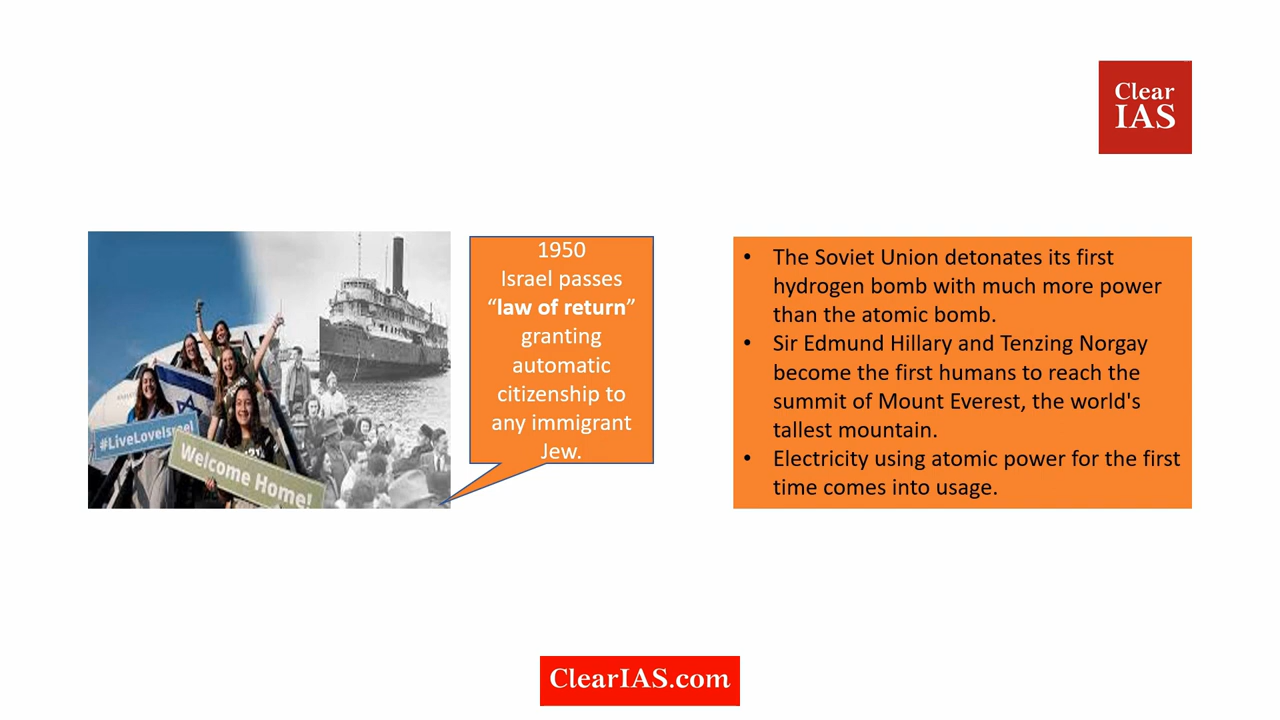 Clear
IAS
#LiveLoveIsrael
Welcome Home!
1950
Israel passes
“law of return”
granting
automatic
citizenship to
any immigrant
Jew.
• The Soviet Union detonates its first
hydrogen bomb with much more power
than the atomic bomb.
• Sir Edmund Hillary and Tenzing Norgay
become the first humans to reach the
summit of Mount Everest, the world's
tallest mountain.
• Electricity using atomic power for the first
time comes into usage.
ClearIAS.com